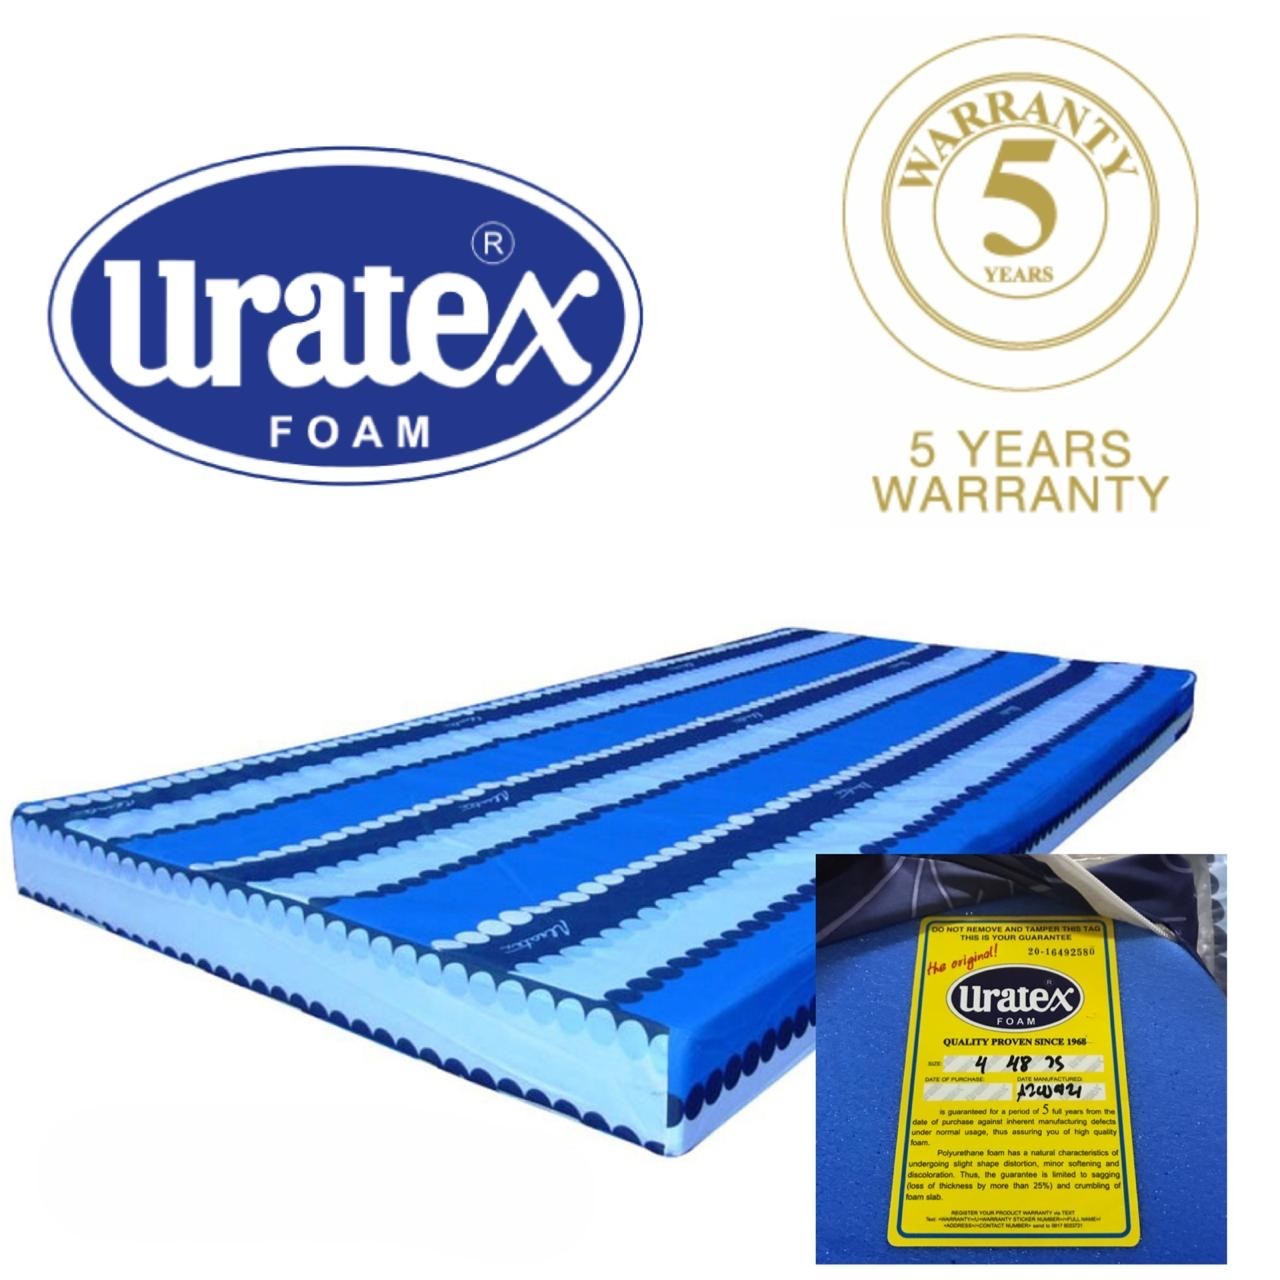 Uratex ®
FOAM
WARRANTY
5
YEARS
5 YEARS
WARRANTY
Uratex
DO NOT REMOVE AND TAMPER THIS TAG
THIS IS YOUR GUARANTEE
the original!
20-16492580
Uratex ®
FOAM
QUALITY PROVEN SINCE 1968
SIZE: 4 48 75
DATE OF PURCHASE: DATE MANUFACTURED:
is guaranteed for a period of 5 full years from the
date of purchase against inherent manufacturing defects
under normal usage, thus assuring you of high quality
foam.
Polyurethane foam has a natural characteristics of
undergoing slight shape distortion, minor softening and
discoloration. Thus, the guarantee is limited to sagging
(loss of thickness by more than 25%) and crumbling of
foam slab.
REGISTER YOUR PRODUCT WARRANTY via TEXT